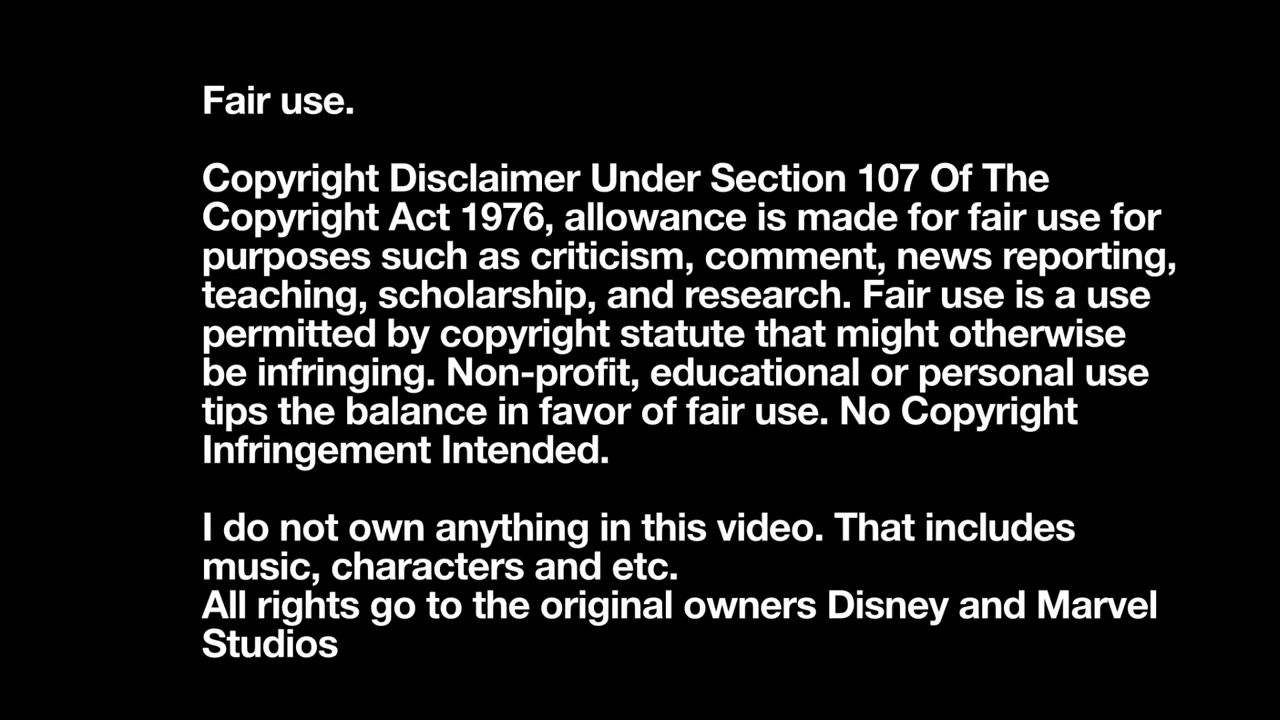 Fair use.
Copyright Disclaimer Under Section 107 Of The
Copyright Act 1976, allowance is made for fair use for
purposes such as criticism, comment, news reporting,
teaching, scholarship, and research. Fair use is a use
permitted by copyright statute that might otherwise
be infringing. Non-profit, educational or personal use
tips the balance in favor of fair use. No Copyright
Infringement Intended.
I do not own anything in this video. That includes
music, characters and etc.
All rights go to the original owners Disney and Marvel
Studios